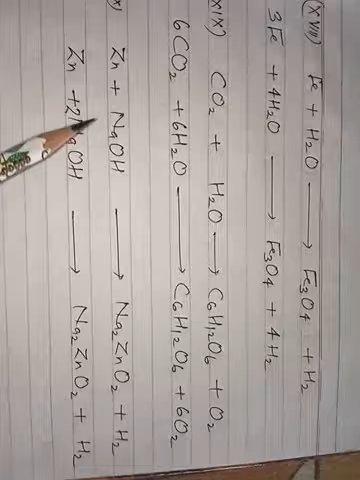 (XVIII) Fe + H₂O ⟶ Fe₃O₄ + H₂
3Fe + 4H₂O ⟶ Fe₃O₄ + 4H₂
XIX) CO₂ + H₂O ⟶ C₆H₁₂O₆ + O₂
6CO₂ + 6H₂O ⟶ C₆H₁₂O₆ + 6O₂
X) Zn + NaOH ⟶ Na₂ZnO₂ + H₂
Zn + 2NaOH ⟶ Na₂ZnO₂ + H₂